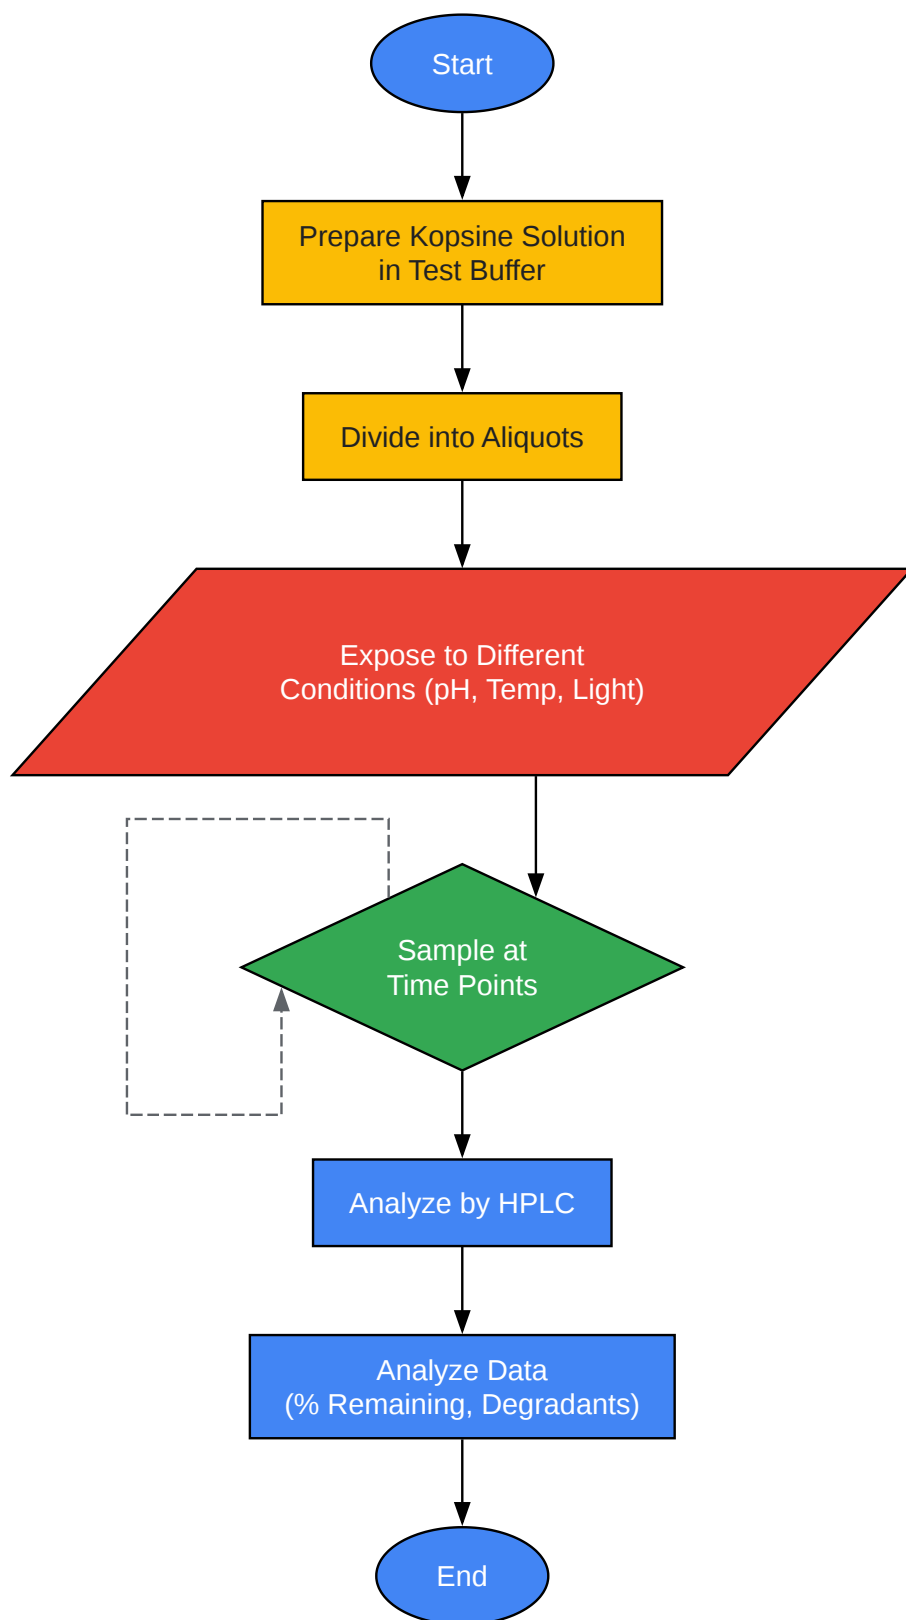 Start
Prepare Kopsine Solution
in Test Buffer
Divide into Aliquots
Expose to Different
Conditions (pH, Temp, Light)
Sample at
Time Points
Analyze by HPLC
Analyze Data
(% Remaining, Degradants)
End